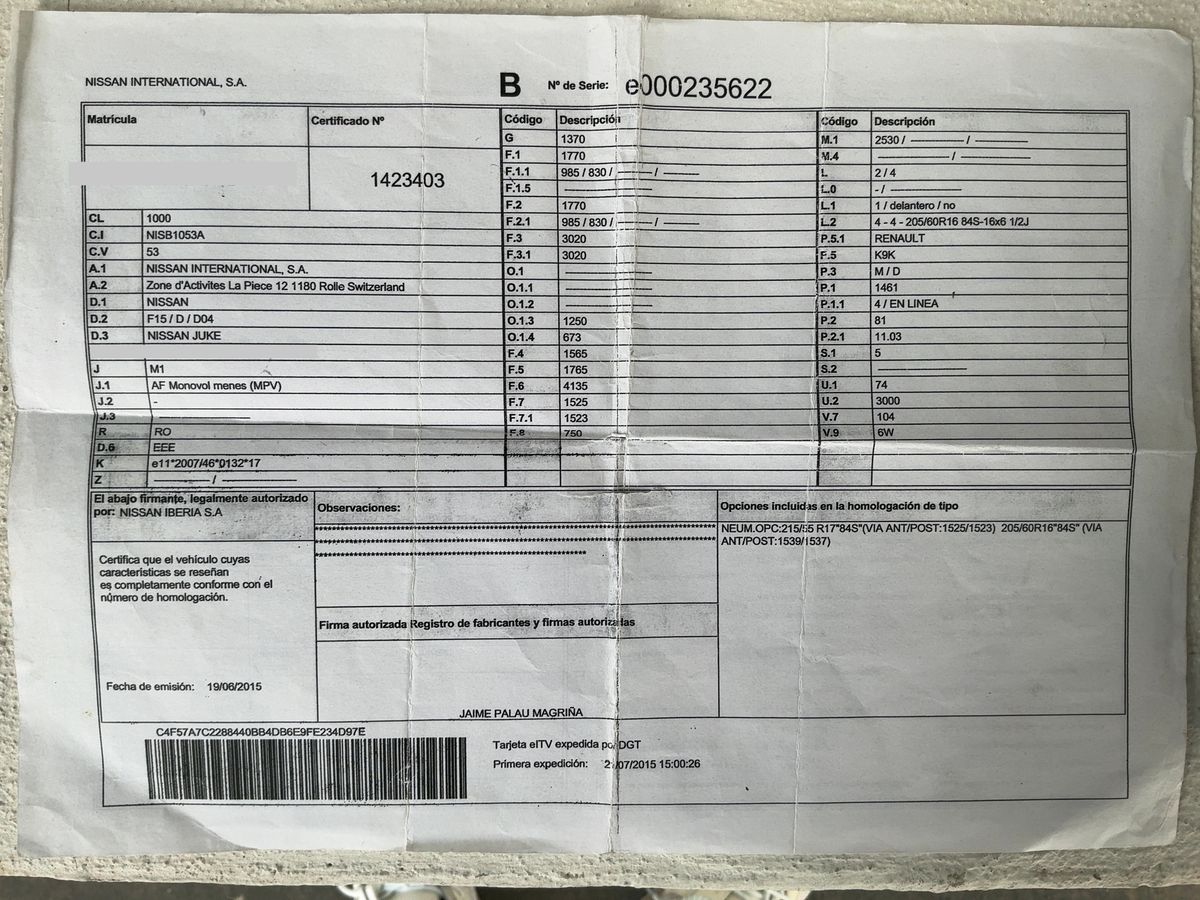 NISSAN INTERNATIONAL, S.A.
B Nº de Serie: e000235622
Matrícula
Certificado Nº
1423403
CL 1000
C.I NISB1053A
C.V 53
A.1 NISSAN INTERNATIONAL, S.A.
A.2 Zone d'Activites La Piece 12 1180 Rolle Switzerland
D.1 NISSAN
D.2 F15 / D / D04
D.3 NISSAN JUKE
J M1
J.1 AF Monovol menes (MPV)
J.2 -
J.3 ————————
R RO
D.6 EEE
K e11*2007/46*0132*17
Z ———— / ————————
Código Descripción
G 1370
F.1 1770
F.1.1 985 / 830 / ——— / ———
F.1.5 ————————
F.2 1770
F.2.1 985 / 830 / ——— / ———
F.3 3020
F.3.1 3020
O.1 ————————
O.1.1 ————————
O.1.2 ————————
O.1.3 1250
O.1.4 673
F.4 1565
F.5 1765
F.6 4135
F.7 1525
F.7.1 1523
F.8 750
Código Descripción
M.1 2530 / ———— / ————
M.4 ———————— / ————————
L 2 / 4
L.0 - / ————————
L.1 1 / delantero / no
L.2 4 - 4 - 205/60R16 84S-16x6 1/2J
P.5.1 RENAULT
P.5 K9K
P.3 M / D
P.1 1461
P.1.1 4 / EN LINEA
P.2 81
P.2.1 11.03
S.1 5
S.2 ————————
U.1 74
U.2 3000
V.7 104
V.9 6W
El abajo firmante, legalmente autorizado
por: NISSAN IBERIA S.A
Certifica que el vehículo cuyas
características se reseñan
es completamente conforme con el
número de homologación.
Fecha de emisión: 19/06/2015
Observaciones:
Firma autorizada Registro de fabricantes y firmas autorizadas
JAIME PALAU MAGRIÑA
Opciones incluidas en la homologación de tipo
NEUM.OPC:215/55 R17"84S"(VIA ANT/POST:1525/1523) 205/60R16"84S" (VIA
ANT/POST:1539/1537)
C4F57A7C2288440BB4DB6E9FE234D97E
Tarjeta eITV expedida por DGT
Primera expedición: /07/2015 15:00:26